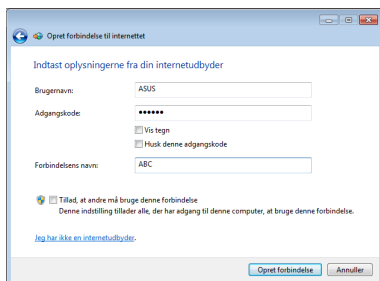 Opret forbindelse til internettet
Indtast oplysningerne fra din internetudbyder
Brugernavn: ASUS
Adgangskode: ••••••
Vis tegn
Husk denne adgangskode
Forbindelsens navn: ABC
Tillad, at andre må bruge denne forbindelse
Denne indstilling tillader alle, der har adgang til denne computer, at bruge denne forbindelse.
Jeg har ikke en internetudbyder.
Opret forbindelse Annuller